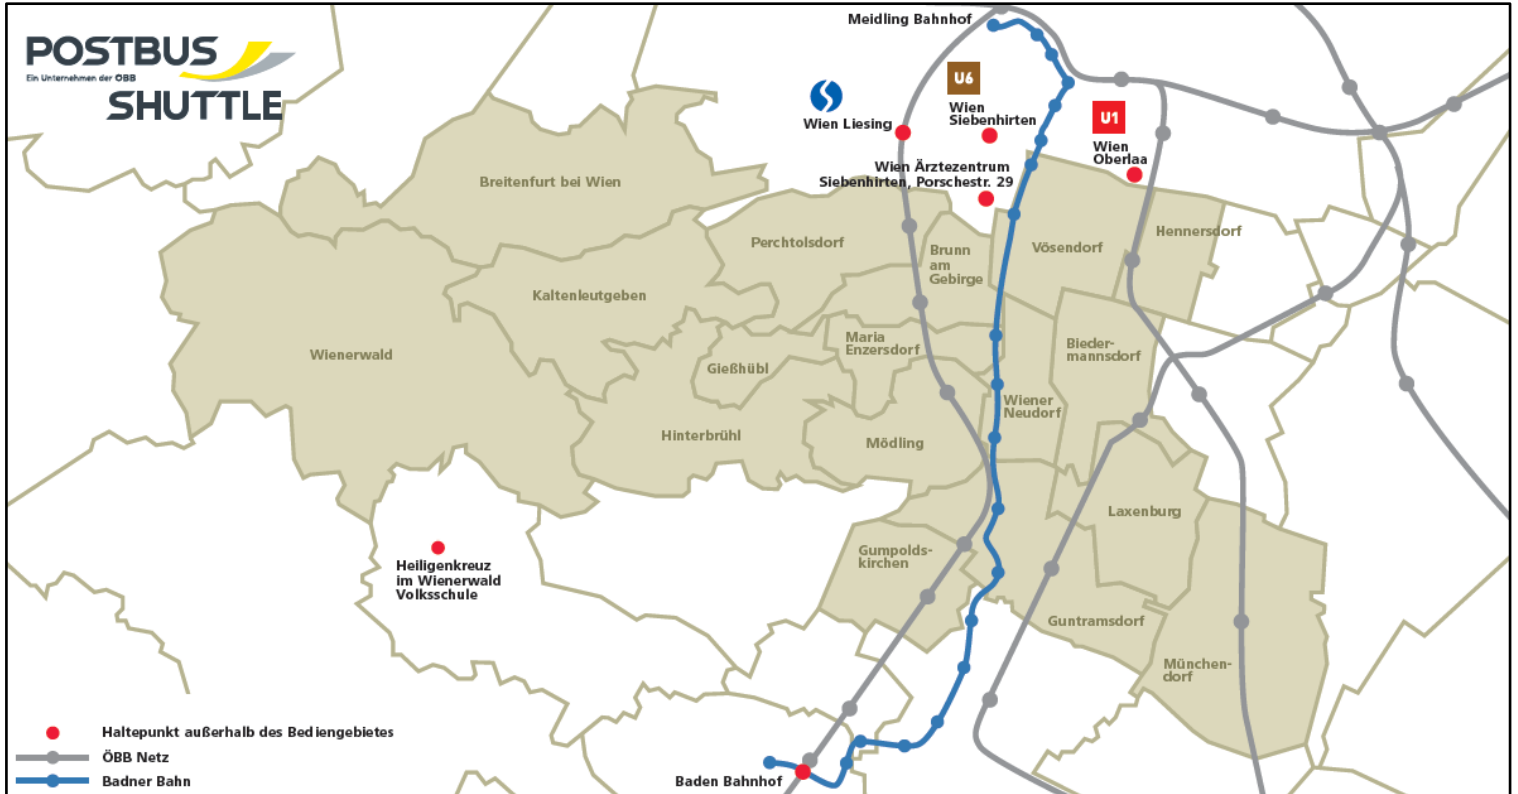 POSTBUS
Ein Unternehmen der ÖBB
SHUTTLE
Meidling Bahnhof
U6
Wien
Siebenhirten
Wien Liesing
U1
Wien
Oberlaa
Wien Ärztezentrum
Siebenhirten, Porschestr. 29
Breitenfurt bei Wien
Perchtolsdorf
Brunn
am
Gebirge
Vösendorf
Hennersdorf
Kaltenleutgeben
Wienerwald
Maria
Enzersdorf
Bieder-
mannsdorf
Gießhübl
Wiener
Neudorf
Hinterbrühl
Mödling
Laxenburg
Gumpolds-
kirchen
Heiligenkreuz
im Wienerwald
Volksschule
Guntramsdorf
München-
dorf
Haltepunkt außerhalb des Bediengebietes
ÖBB Netz
Badner Bahn
Baden Bahnhof